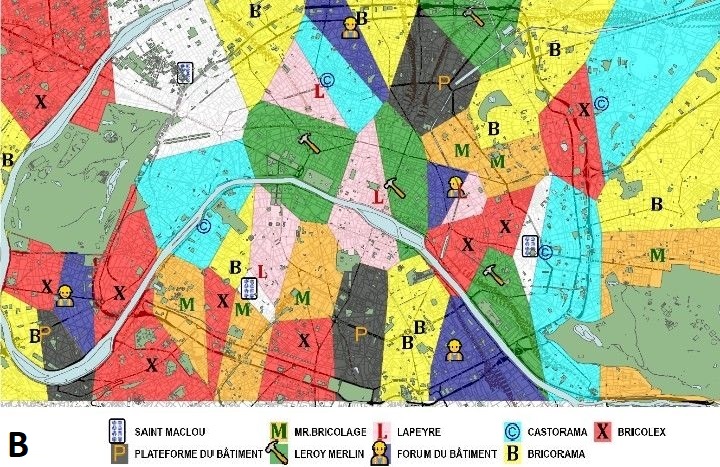 B B
B
© P
L
X © X
B
M
B M
L B
© X
X © M
B L
X X M X M
M
B P X P B
B
X
B
SAINT MACLOU M MR.BRICOLAGE L LAPEYRE © CASTORAMA X BRICOLEX
P PLATEFORME DU BÂTIMENT LEROY MERLIN FORUM DU BÂTIMENT B BRICORAMA